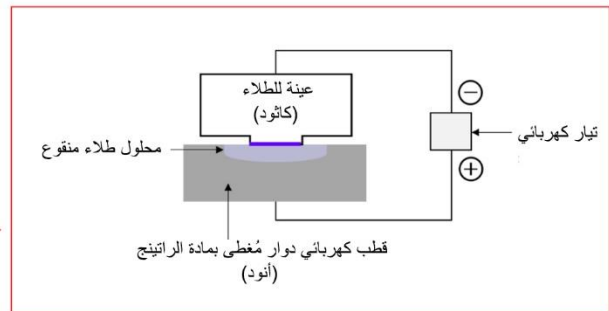 عينة للطلاء
(كاثود)
محلول طلاء منقوع
تيار كهربائي
قطب كهربائي دوار مُغطى بمادة الراتينج
(أنود)